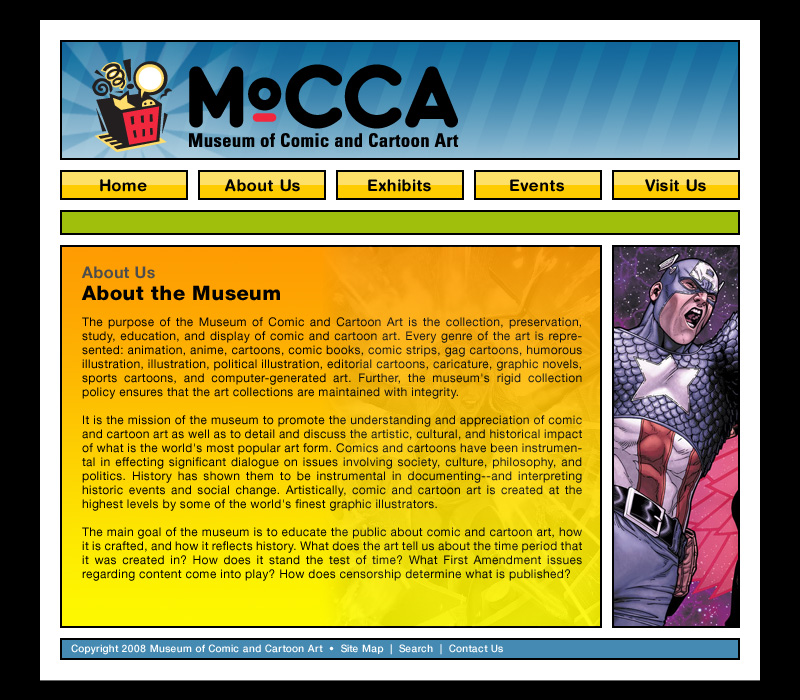 MoCCA
Museum of Comic and Cartoon Art
Home
About Us
Exhibits
Events
Visit Us
About Us
About the Museum
The purpose of the Museum of Comic and Cartoon Art is the collection, preservation,
study, education, and display of comic and cartoon art. Every genre of the art is repre-
sented: animation, anime, cartoons, comic books, comic strips, gag cartoons, humorous
illustration, illustration, political illustration, editorial cartoons, caricature, graphic novels,
sports cartoons, and computer-generated art. Further, the museum's rigid collection
policy ensures that the art collections are maintained with integrity.
It is the mission of the museum to promote the understanding and appreciation of comic
and cartoon art as well as to detail and discuss the artistic, cultural, and historical impact
of what is the world's most popular art form. Comics and cartoons have been instrumen-
tal in effecting significant dialogue on issues involving society, culture, philosophy, and
politics. History has shown them to be instrumental in documenting--and interpreting
historic events and social change. Artistically, comic and cartoon art is created at the
highest levels by some of the world's finest graphic illustrators.
The main goal of the museum is to educate the public about comic and cartoon art, how
it is crafted, and how it reflects history. What does the art tell us about the time period that
it was created in? How does it stand the test of time? What First Amendment issues
regarding content come into play? How does censorship determine what is published?
Copyright 2008 Museum of Comic and Cartoon Art • Site Map | Search | Contact Us